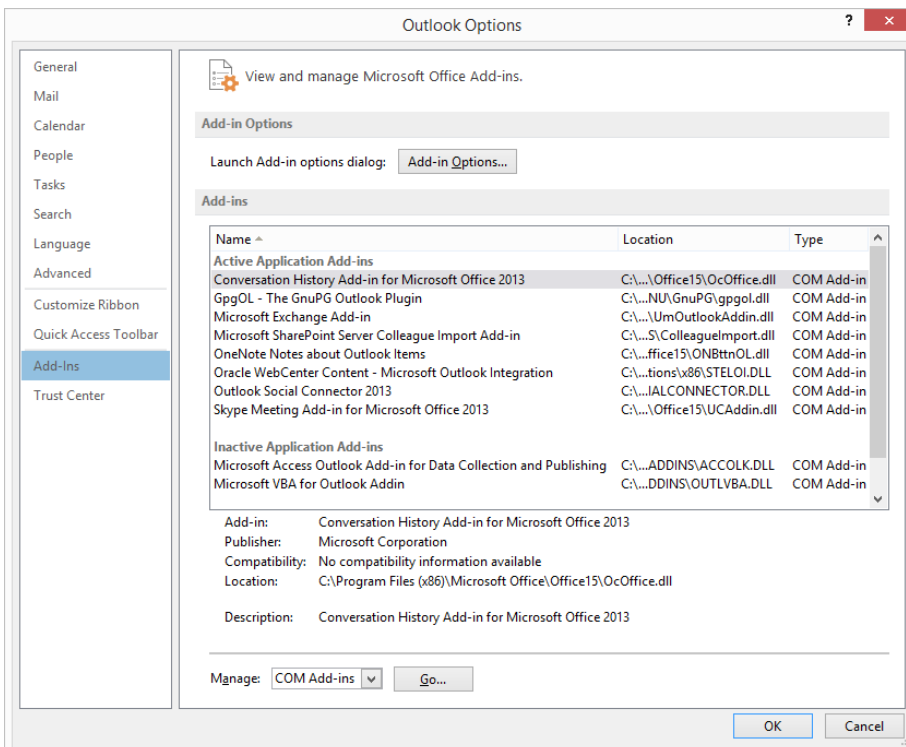 Outlook Options
?
General
Mail
Calendar
People
Tasks
Search
Language
Advanced
Customize Ribbon
Quick Access Toolbar
Add-Ins
Trust Center
View and manage Microsoft Office Add-ins.
Add-in Options
Launch Add-in options dialog: Add-in Options...
Add-ins
Name Location Type
Active Application Add-ins
Conversation History Add-in for Microsoft Office 2013 C:\...\Office15\OcOffice.dll COM Add-in
GpgOL - The GnuPG Outlook Plugin C:\...NU\GnuPG\gpgol.dll COM Add-in
Microsoft Exchange Add-in C:\...\UmOutlookAddin.dll COM Add-in
Microsoft SharePoint Server Colleague Import Add-in C:\...S\ColleagueImport.dll COM Add-in
OneNote Notes about Outlook Items C:\...ffice15\ONBttnOL.dll COM Add-in
Oracle WebCenter Content - Microsoft Outlook Integration C:\...tions\x86\STELOI.DLL COM Add-in
Outlook Social Connector 2013 C:\...IALCONNECTOR.DLL COM Add-in
Skype Meeting Add-in for Microsoft Office 2013 C:\...\Office15\UCAddin.dll COM Add-in
Inactive Application Add-ins
Microsoft Access Outlook Add-in for Data Collection and Publishing C:\...ADDINS\ACCOLK.DLL COM Add-in
Microsoft VBA for Outlook Addin C:\...DDINS\OUTLVBA.DLL COM Add-in
Add-in: Conversation History Add-in for Microsoft Office 2013
Publisher: Microsoft Corporation
Compatibility: No compatibility information available
Location: C:\Program Files (x86)\Microsoft Office\Office15\OcOffice.dll
Description: Conversation History Add-in for Microsoft Office 2013
Manage: COM Add-ins Go...
OK Cancel